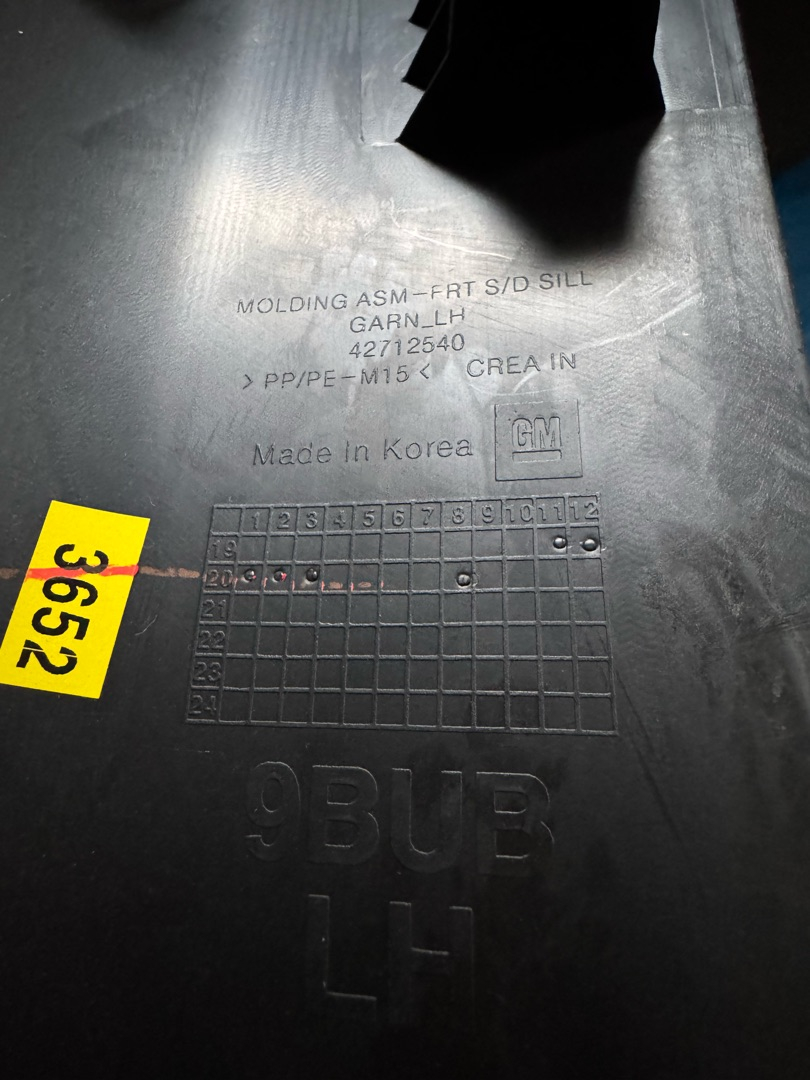 MOLDING ASM-FRT S/D SILL
GARN_LH
42712540
>PP/PE-M15< CREA IN
Made In Korea GM
1 2 3 4 5 6 7 8 9 10 11 12
19
20
21
22
23
24
3652
9BUB
LH